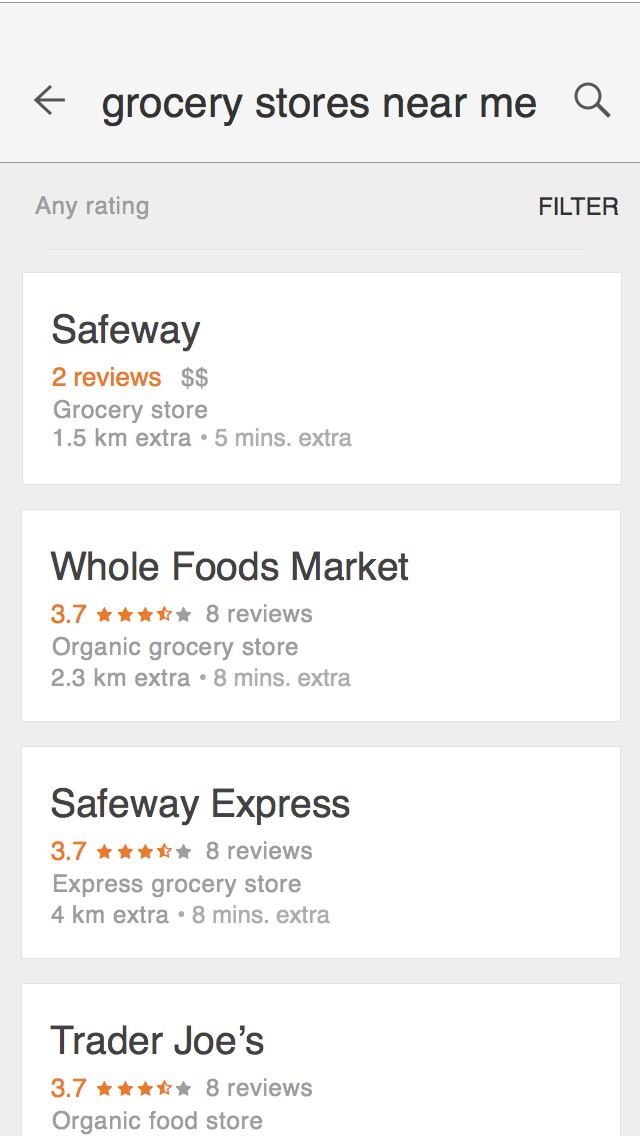 grocery stores near me
Any rating
FILTER
Safeway
2 reviews $$
Grocery store
1.5 km extra • 5 mins. extra
Whole Foods Market
3.7 8 reviews
Organic grocery store
2.3 km extra • 8 mins. extra
Safeway Express
3.7 8 reviews
Express grocery store
4 km extra • 8 mins. extra
Trader Joe’s
3.7 8 reviews
Organic food store